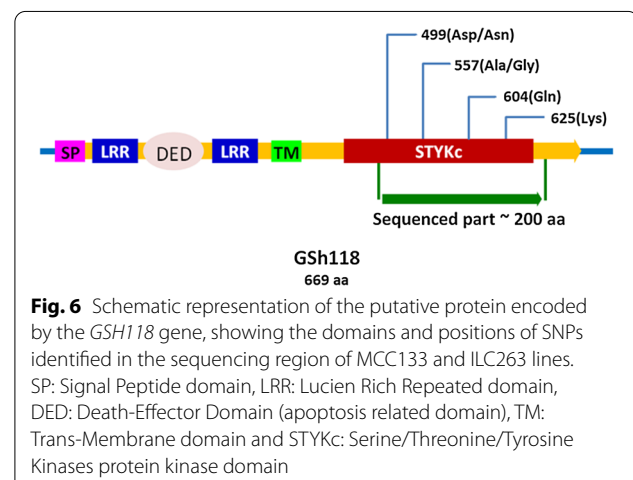 499(Asp/Asn)
557(Ala/Gly)
604(Gln)
625(Lys)
SP LRR DED LRR TM STYKc
Sequenced part ~ 200 aa
GSh118
669 aa
Fig. 6 Schematic representation of the putative protein encoded
by the GSH118 gene, showing the domains and positions of SNPs
identified in the sequencing region of MCC133 and ILC263 lines.
SP: Signal Peptide domain, LRR: Lucien Rich Repeated domain,
DED: Death-Effector Domain (apoptosis related domain), TM:
Trans-Membrane domain and STYKc: Serine/Threonine/Tyrosine
Kinases protein kinase domain